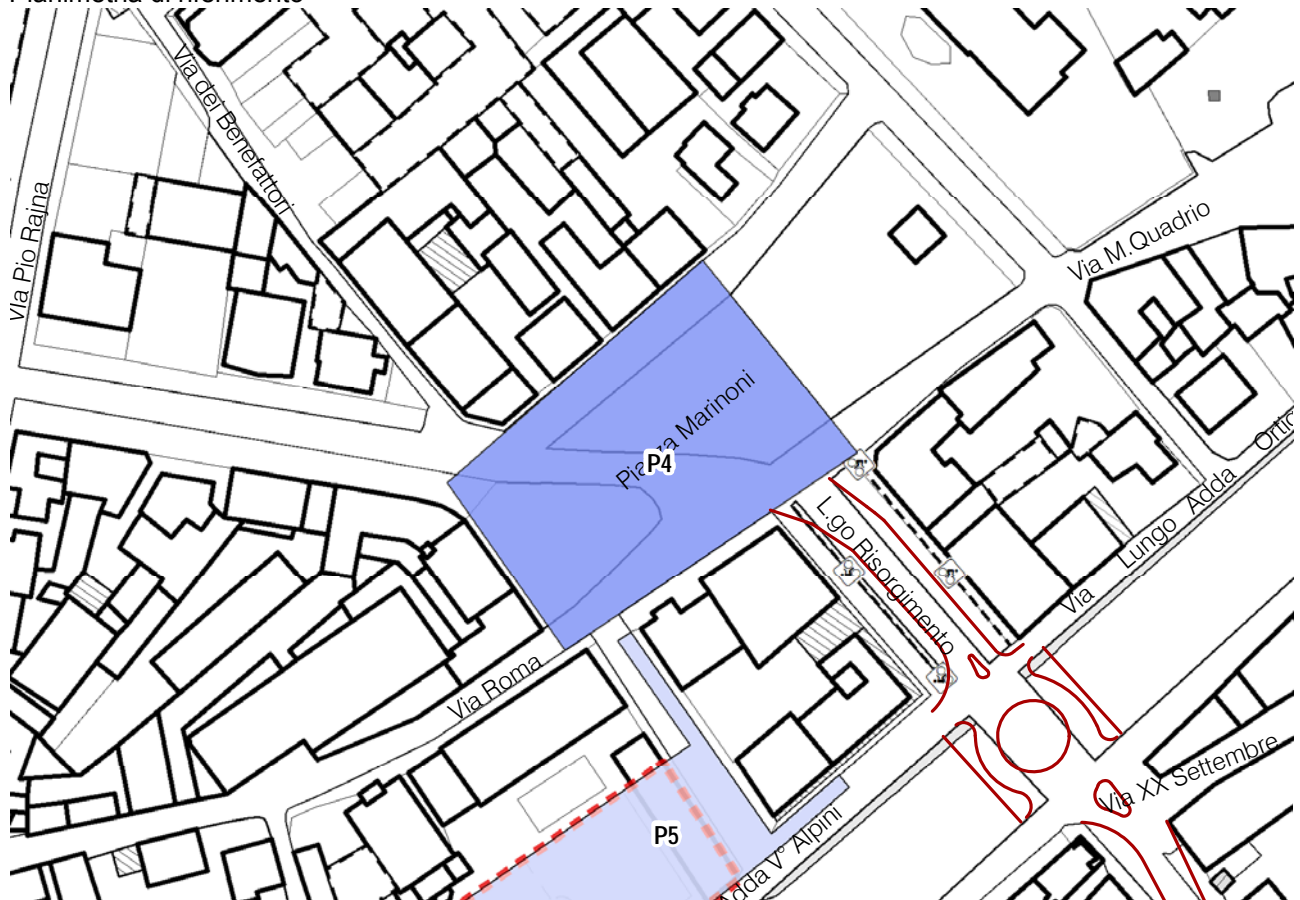 Via dei Benefattori
VIa Pio Rajna
Via M.Quadrio
Piazza Marinoni
P4
L.go Risorgimento
Via Lungo Adda
Via Roma
Via XX Settembre
P5
Adda V° Alpini